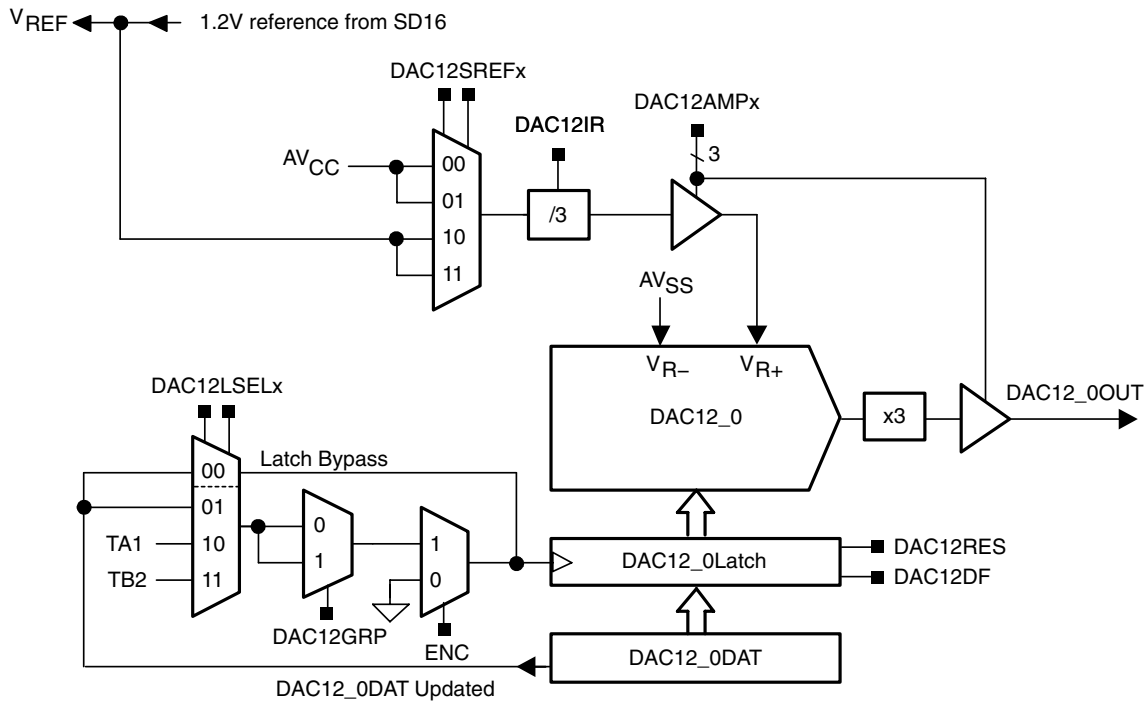 VREF
1.2V reference from SD16
DAC12SREFx
DAC12AMPx
DAC12IR
3
AVCC
00
01
10
11
/3
AVSS
VR−
VR+
DAC12LSELx
DAC12_0
x3
DAC12_0OUT
Latch Bypass
00
01
10
11
TA1
TB2
0
1
1
0
DAC12_0Latch
DAC12RES
DAC12DF
DAC12GRP
ENC
DAC12_0DAT
DAC12_0DAT Updated